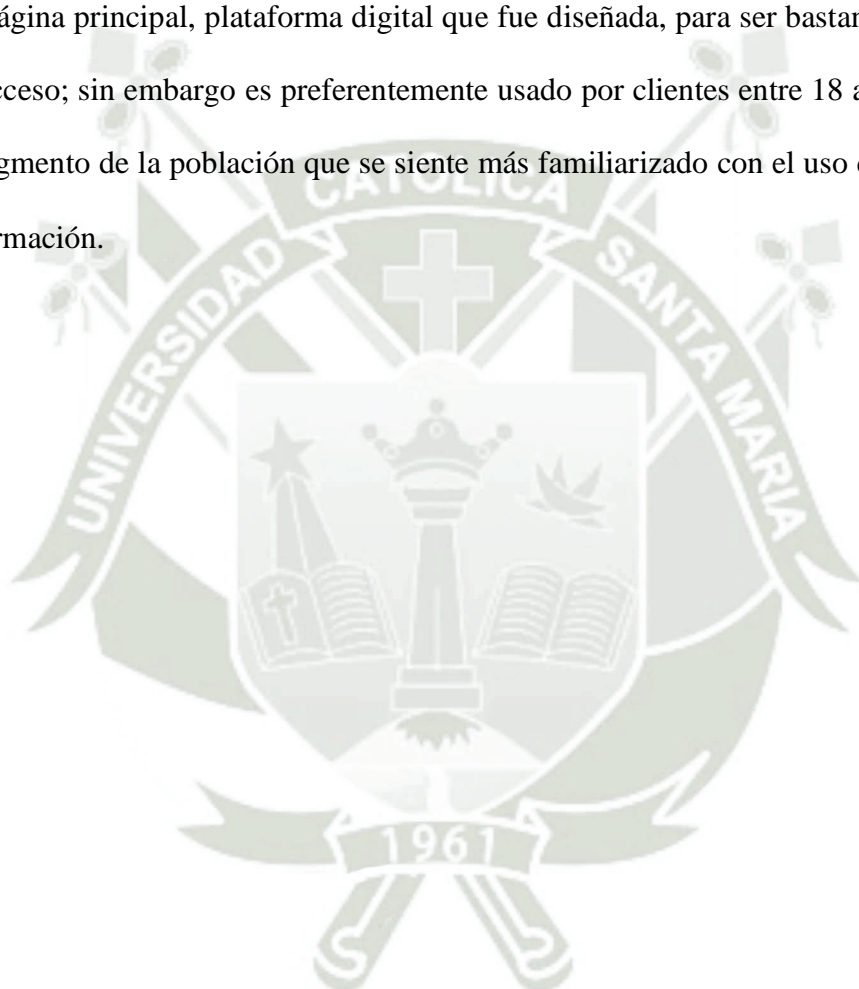 ágina principal, plataforma digital que fue diseñada, para ser bastan
cceso; sin embargo es preferentemente usado por clientes entre 18 a
gmento de la población que se siente más familiarizado con el uso
rmación.
UNIVERSIDAD CATOLICA SANTA MARIA
1961